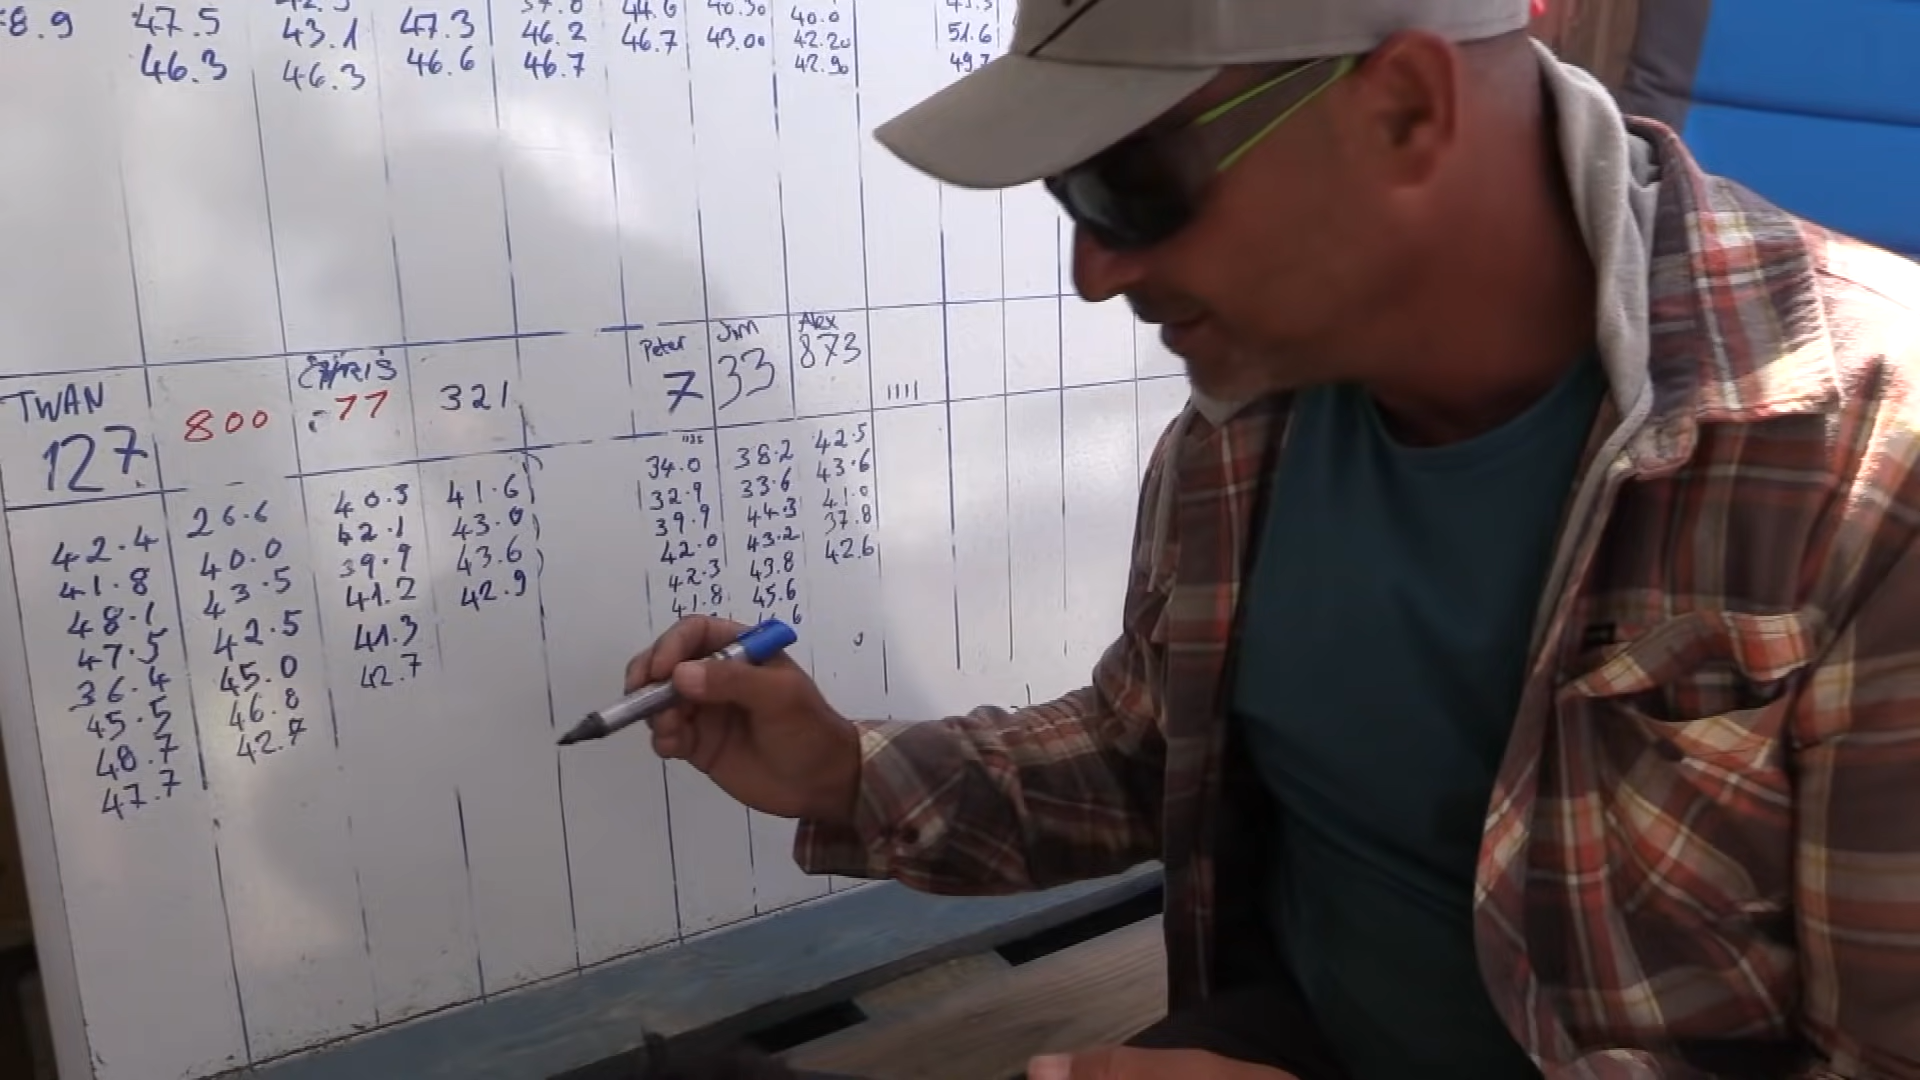 8.9 47.5 43.1 47.3 46.2 46.7 43.00 42.20 51.6
46.3 46.3 46.6 46.7 42.90
40.0
TWAN CHRIS Peter Jim Alex
127 800 77 321 7 33 873 ||||
42.4 26.6 40.3 41.6 34.0 38.2 42.5
41.8 40.0 42.1 43.0 32.9 33.6 43.6
48.1 43.5 39.9 43.6 39.9 44.3 41.0
47.5 42.5 41.2 42.9 42.0 43.2 37.8
36.4 45.0 41.3 42.3 43.8 42.6
45.5 46.8 42.7 41.8 45.6
48.7 42.7
47.7